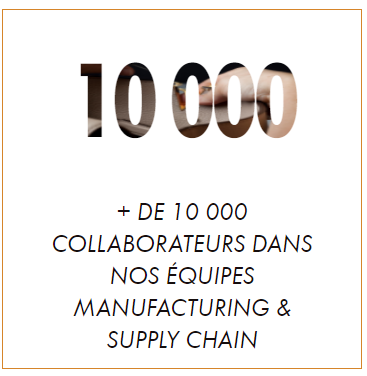 10 000
+ DE 10 000
COLLABORATEURS DANS
NOS ÉQUIPES
MANUFACTURING &
SUPPLY CHAIN